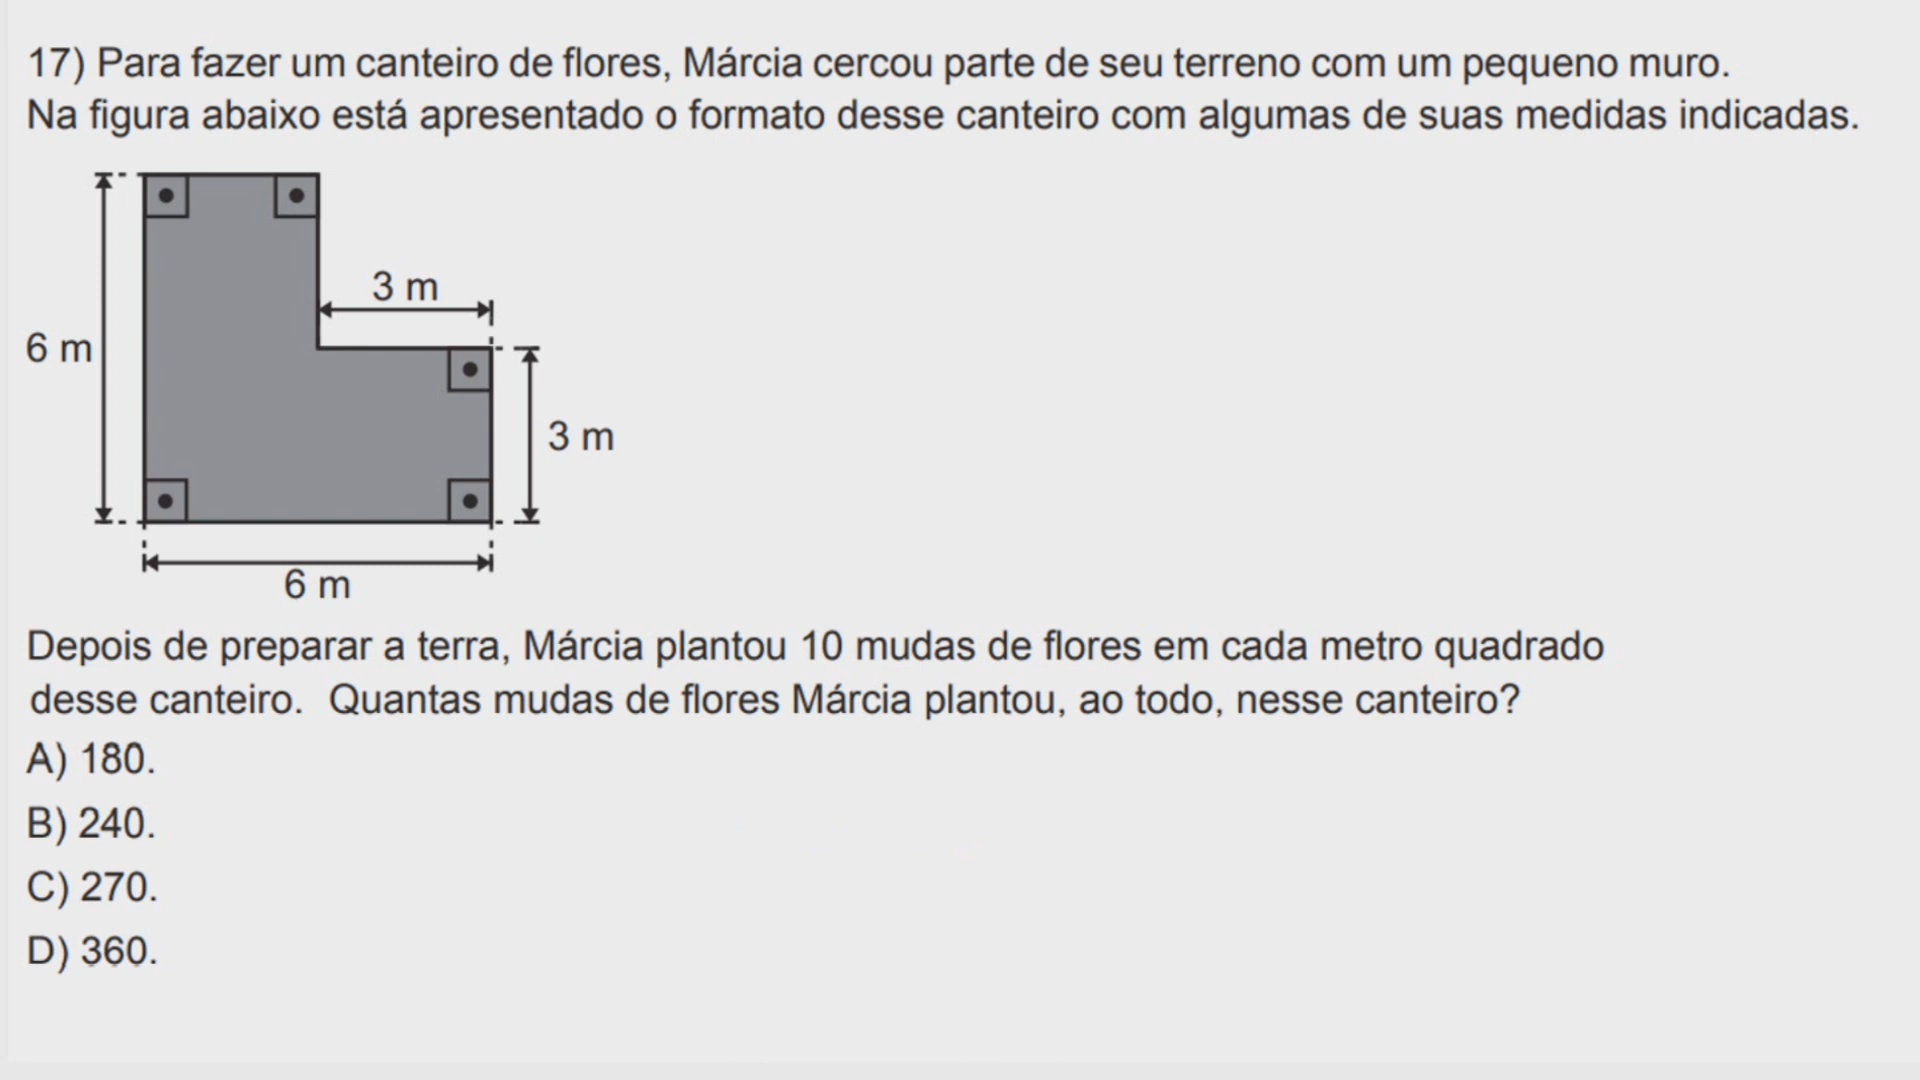 17) Para fazer um canteiro de flores, Márcia cercou parte de seu terreno com um pequeno muro.
Na figura abaixo está apresentado o formato desse canteiro com algumas de suas medidas indicadas.
3 m
6 m
3 m
6 m
Depois de preparar a terra, Márcia plantou 10 mudas de flores em cada metro quadrado
desse canteiro. Quantas mudas de flores Márcia plantou, ao todo, nesse canteiro?
A) 180.
B) 240.
C) 270.
D) 360.